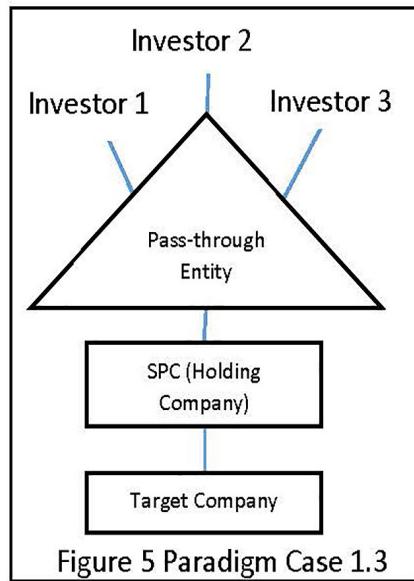 Investor 2
Investor 1
Investor 3
Pass-through
Entity
SPC (Holding
Company)
Target Company
Figure 5 Paradigm Case 1.3